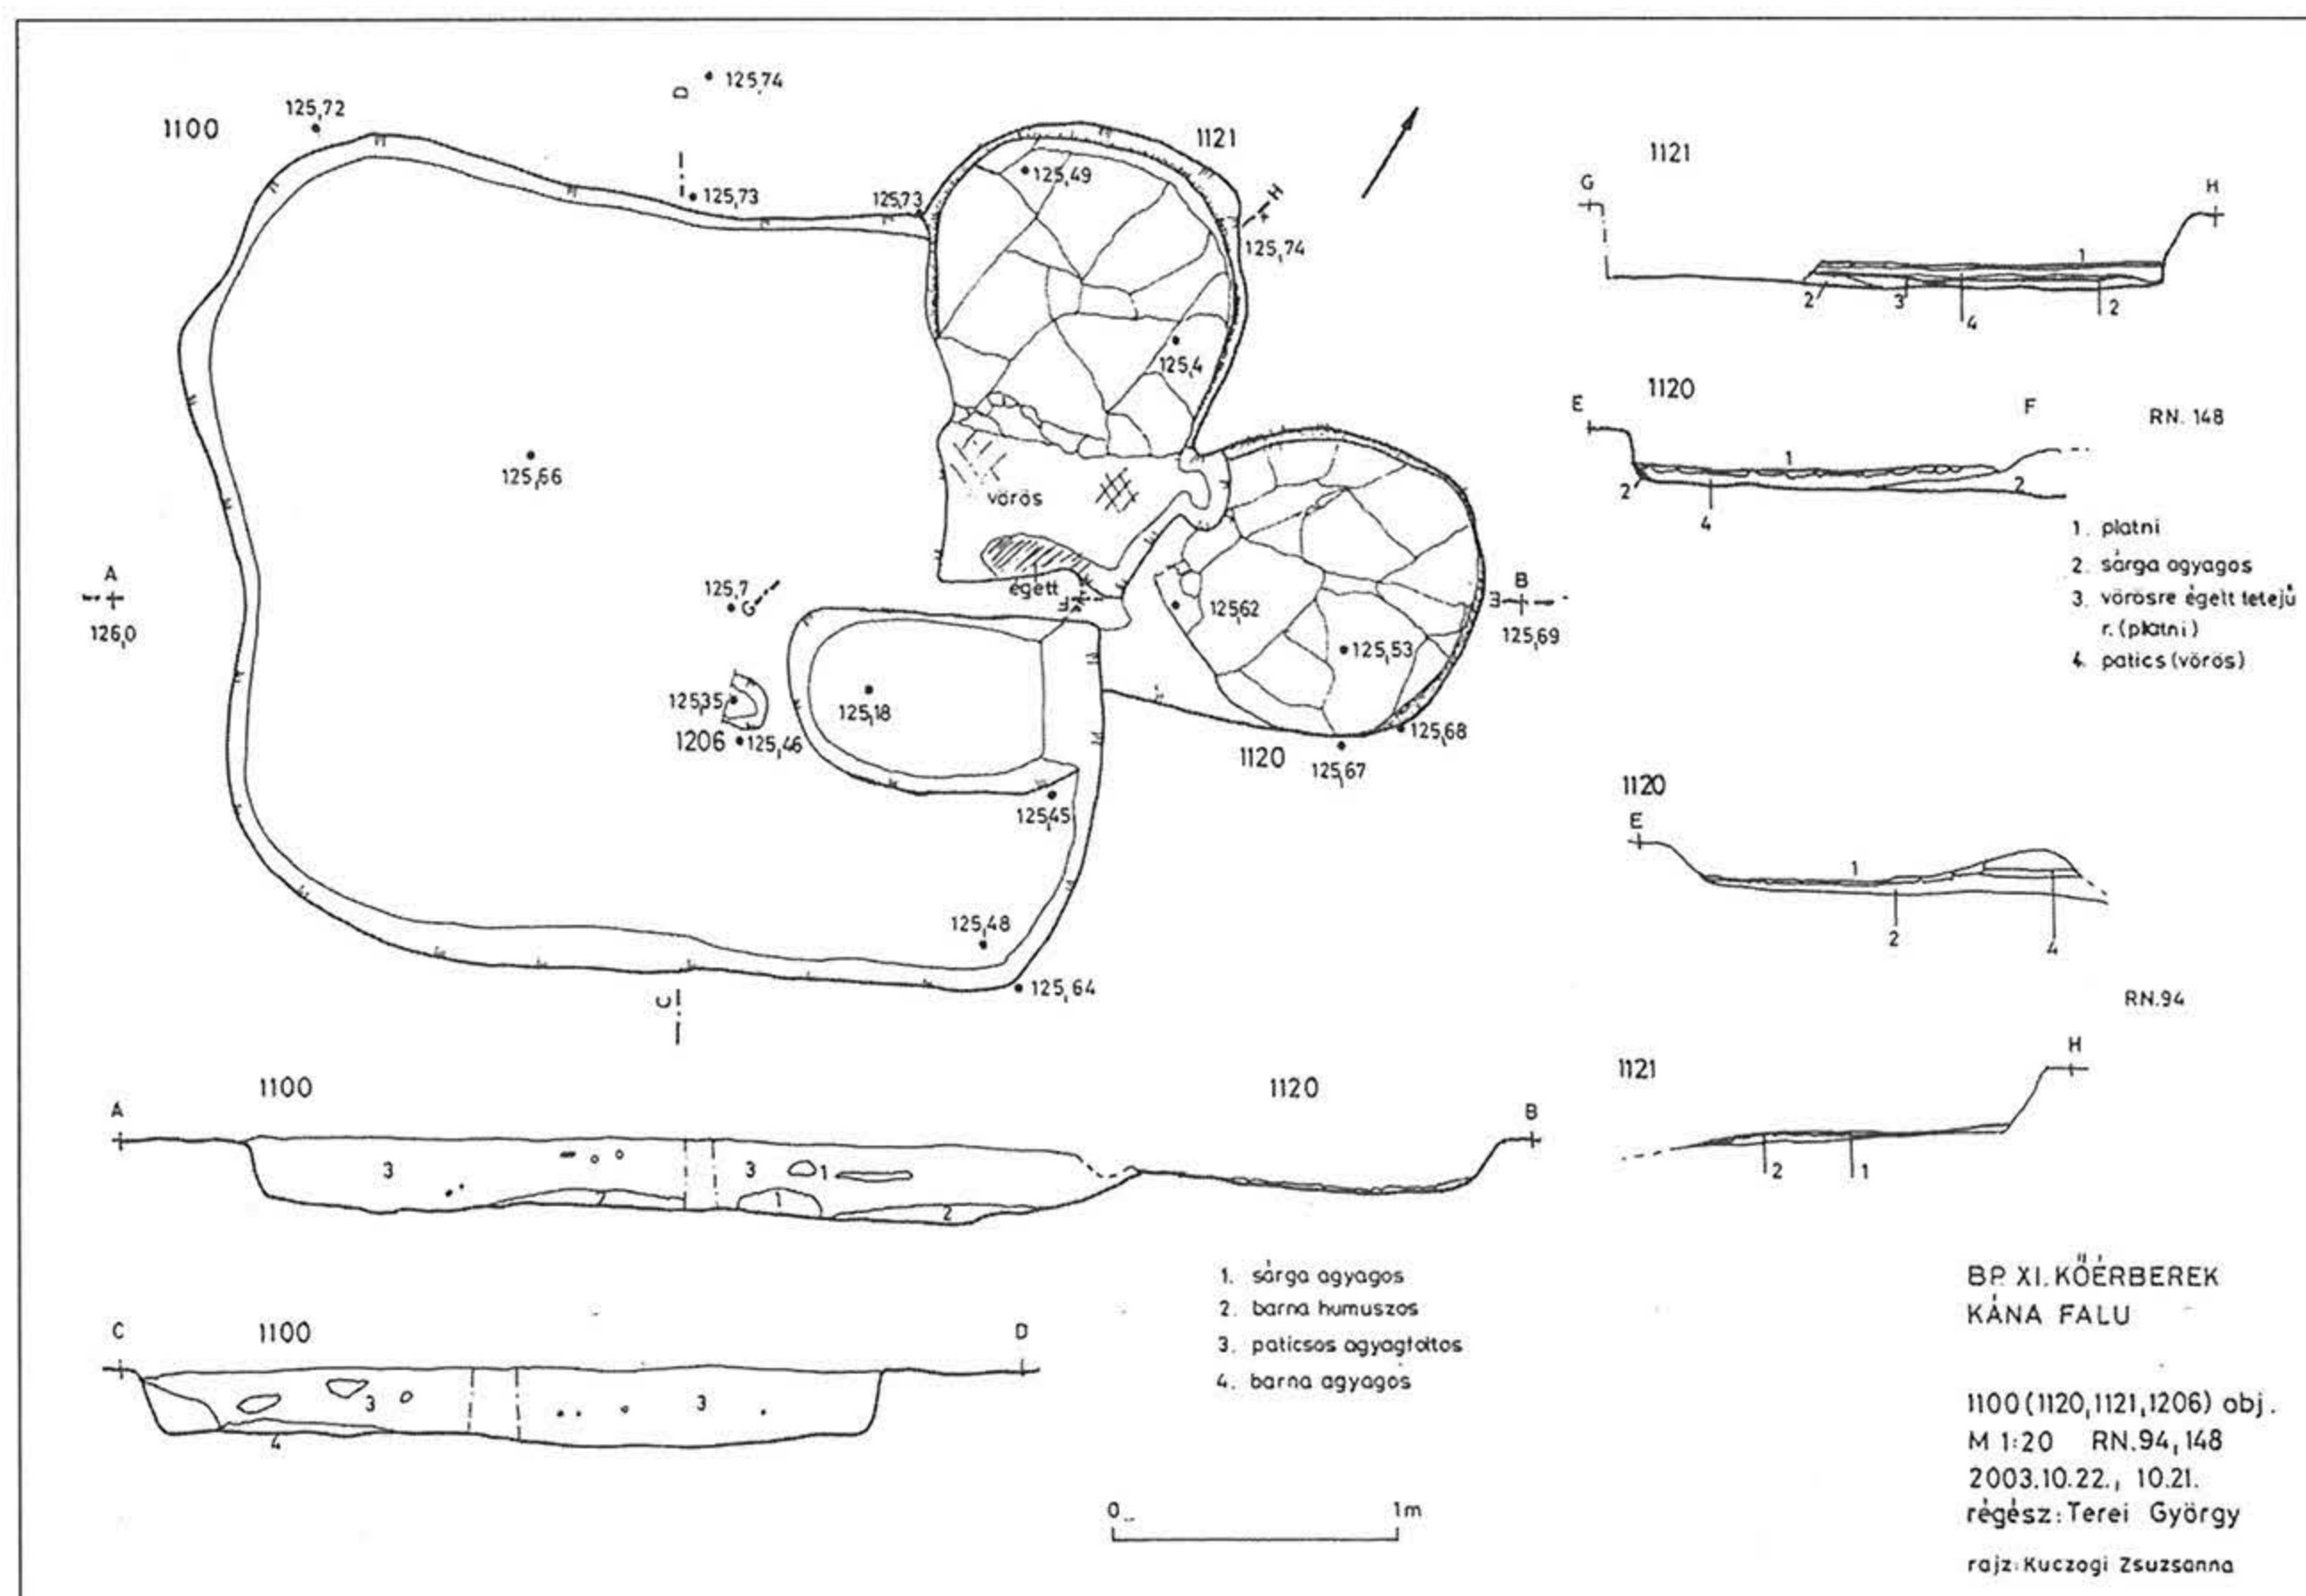 1100
125,72
D
125,74
125,73
125,73
1121
125,49
H
125,74
125,4
125,66
vörös
égett
A
126,0
125,7
G
F
125,62
125,53
E
B
125,69
125,35
1206
125,46
125,18
125,45
1120
125,67
125,68
125,48
125,64
C
1121
G
H
1
2
3
4
2
1120
E
F
RN. 148
1
2
4
2
1. platni
2. sárga agyagos
3. vörösre égett tetejű
r. (platni)
4. patics (vörös)
1120
E
1
2
4
RN.94
1121
H
2
1
1100
1120
A
B
3
3
1
2
1
2
C
1100
D
3
3
4
1. sárga agyagos
2. barna humuszos
3. paticsos agyagfoltos
4. barna agyagos
0
1m
BP. XI. KŐÉRBEREK
KÁNA FALU
1100 (1120, 1121, 1206) obj.
M 1:20 RN.94, 148
2003.10.22., 10.21.
régész: Terei György
rajz: Kuczogi Zsuzsanna